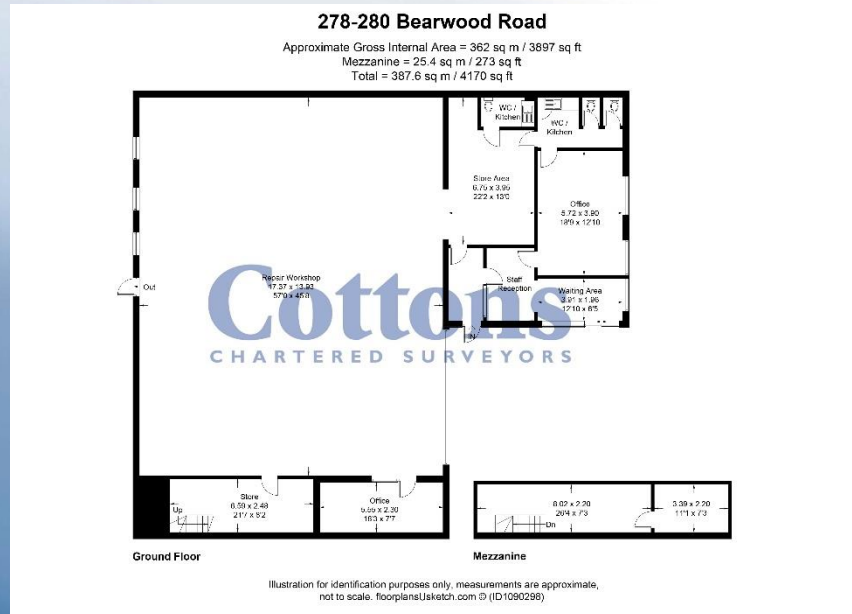 278-280 Bearwood Road
Approximate Gross Internal Area = 362 sq m / 3897 sq ft
Mezzanine = 25.4 sq m / 273 sq ft
Total = 387.6 sq m / 4170 sq ft
WC /
Kitchen
WC /
Kitchen
Store Area
6.75 x 3.95
22'2 x 13'0
Office
5.72 x 3.90
18'9 x 12'10
Repair Workshop
17.37 x 13.93
57'0 x 45'8
Out
Staff
Reception
Waiting Area
3.91 x 1.96
12'10 x 6'5
IN
Cottons
CHARTERED SURVEYORS
Store
6.59 x 2.48
21'7 x 8'2
Up
Office
5.55 x 2.30
18'3 x 7'7
8.02 x 2.20
26'4 x 7'3
Dn
3.39 x 2.20
11'1 x 7'3
Ground Floor
Mezzanine
Illustration for identification purposes only, measurements are approximate,
not to scale. floorplansUsketch.com © (ID1090298)